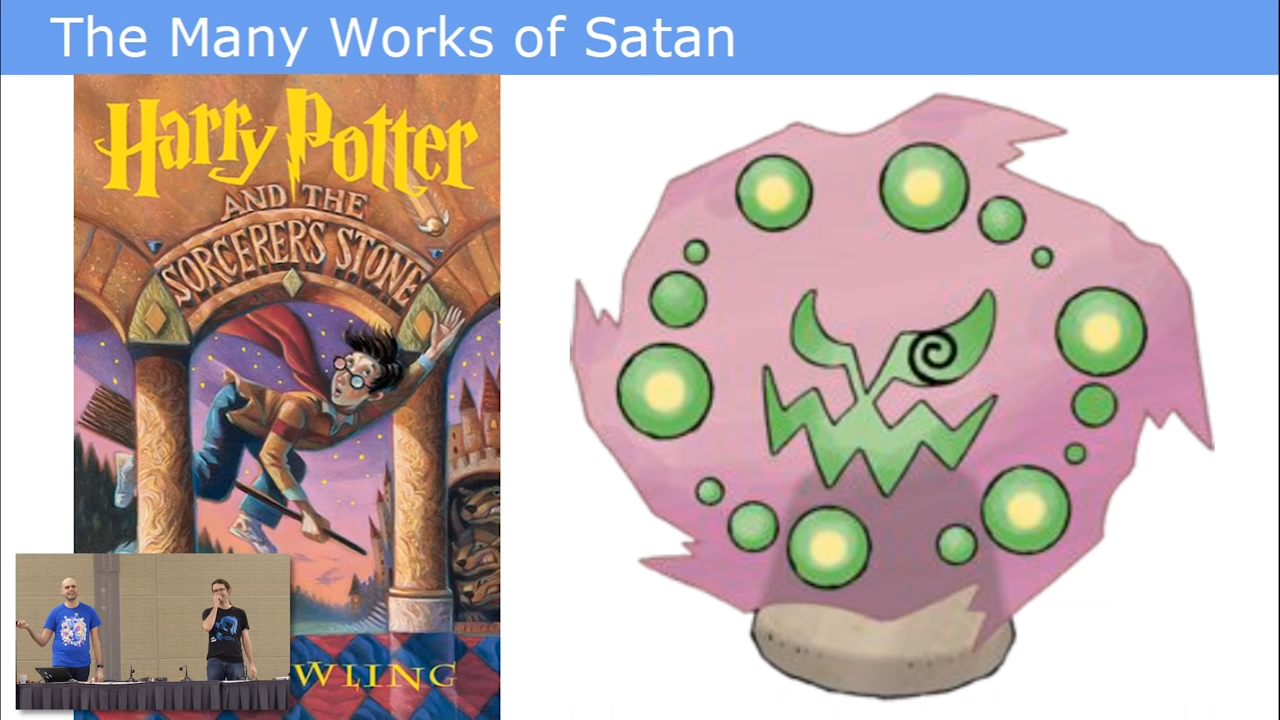 The Many Works of Satan
Harry Potter
AND THE
SORCERER'S STONE
WLING